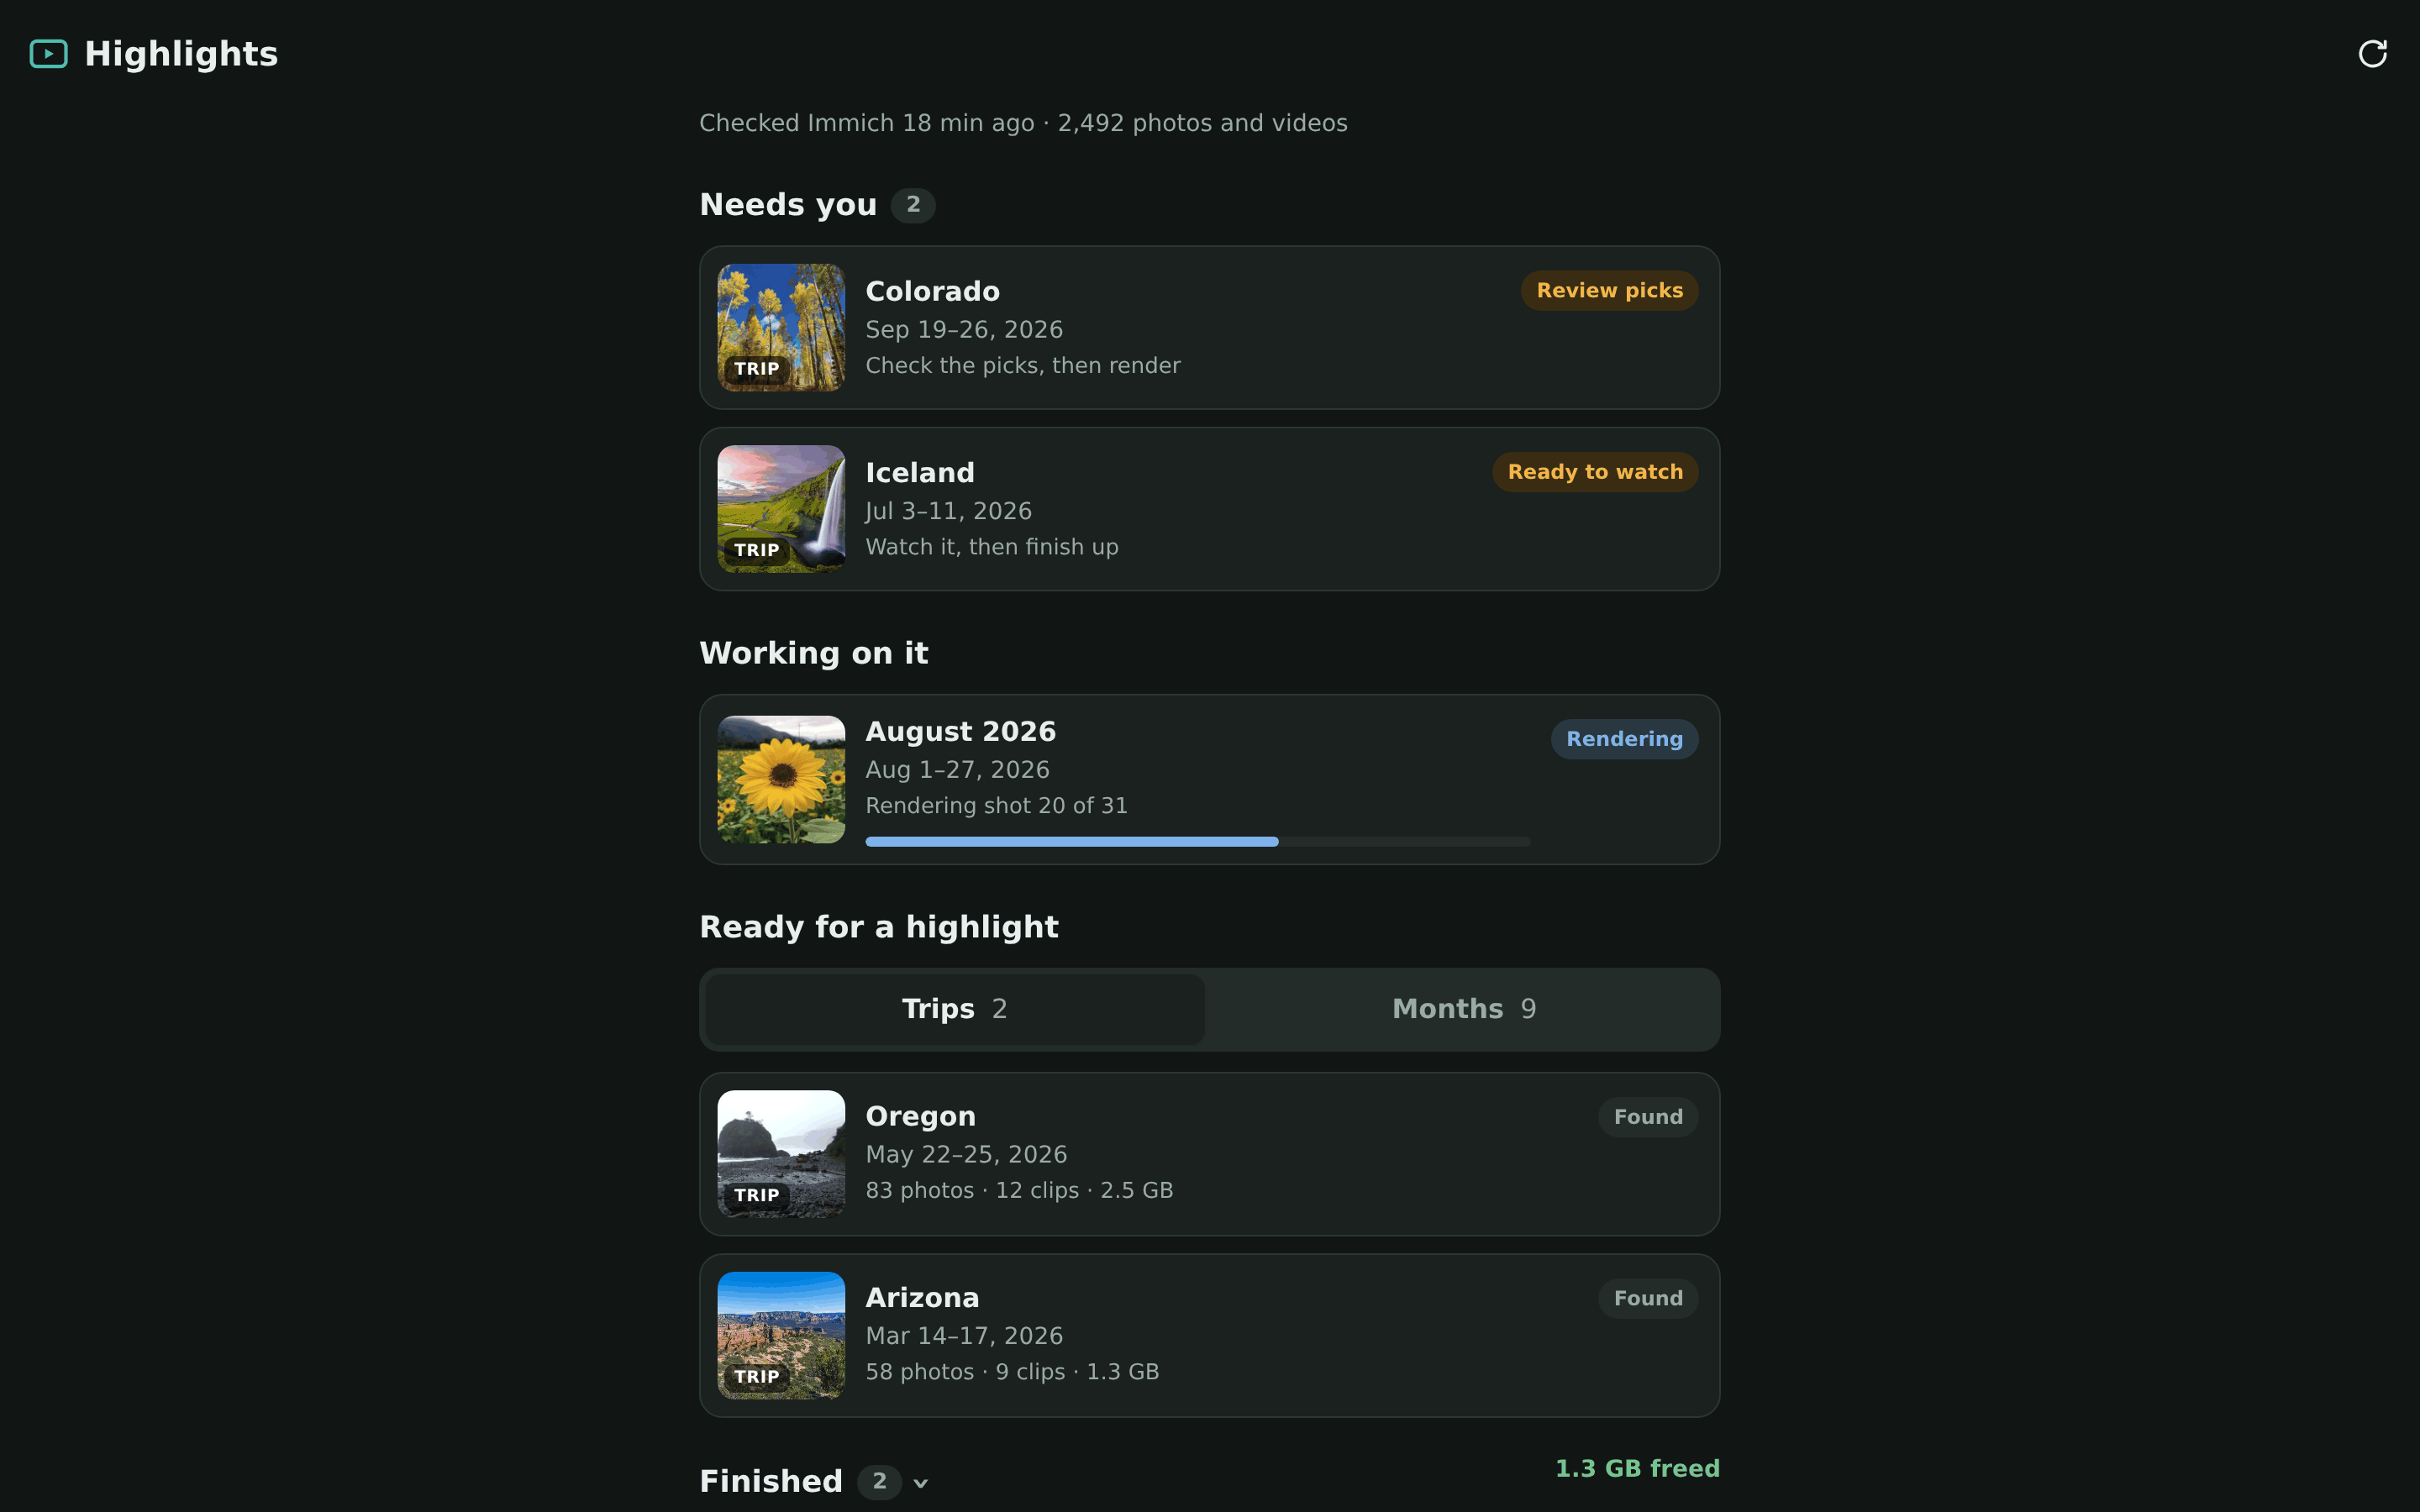 Highlights
Checked Immich 18 min ago · 2,492 photos and videos
Needs you 2
Colorado
Review picks
Sep 19–26, 2026
Check the picks, then render
TRIP
Iceland
Ready to watch
Jul 3–11, 2026
Watch it, then finish up
TRIP
Working on it
August 2026
Rendering
Aug 1–27, 2026
Rendering shot 20 of 31
Ready for a highlight
Trips 2
Months 9
Oregon
Found
May 22–25, 2026
83 photos · 12 clips · 2.5 GB
TRIP
Arizona
Found
Mar 14–17, 2026
58 photos · 9 clips · 1.3 GB
TRIP
Finished 2
1.3 GB freed